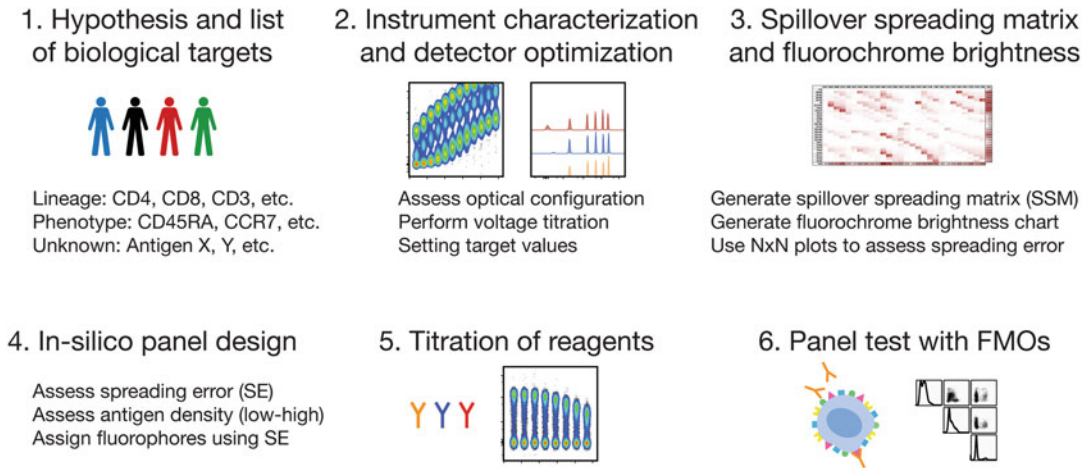 1. Hypothesis and list
of biological targets
Lineage: CD4, CD8, CD3, etc.
Phenotype: CD45RA, CCR7, etc.
Unknown: Antigen X, Y, etc.
2. Instrument characterization
and detector optimization
Assess optical configuration
Perform voltage titration
Setting target values
3. Spillover spreading matrix
and fluorochrome brightness
Generate spillover spreading matrix (SSM)
Generate fluorochrome brightness chart
Use NxN plots to assess spreading error
4. In-silico panel design
Assess spreading error (SE)
Assess antigen density (low-high)
Assign fluorophores using SE
5. Titration of reagents
6. Panel test with FMOs